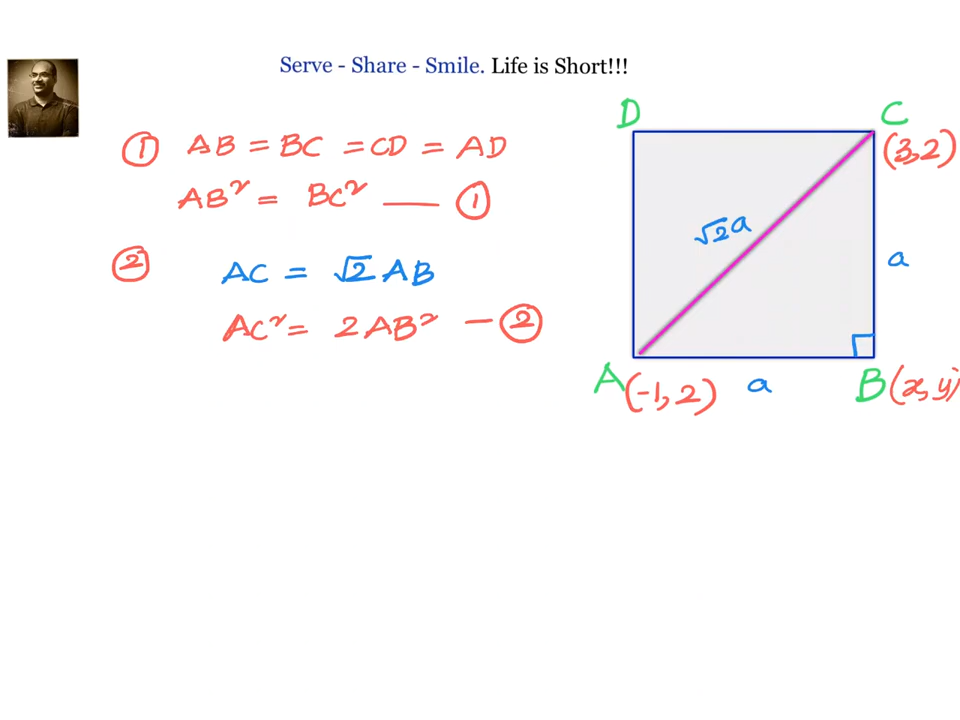 Serve - Share - Smile. Life is Short!!!
① AB = BC = CD = AD
AB² = BC² —— ①
② AC = √2 AB
AC² = 2AB² — ②
D
C
(3,2)
√2a
a
A(-1,2)
a
B(x,y)